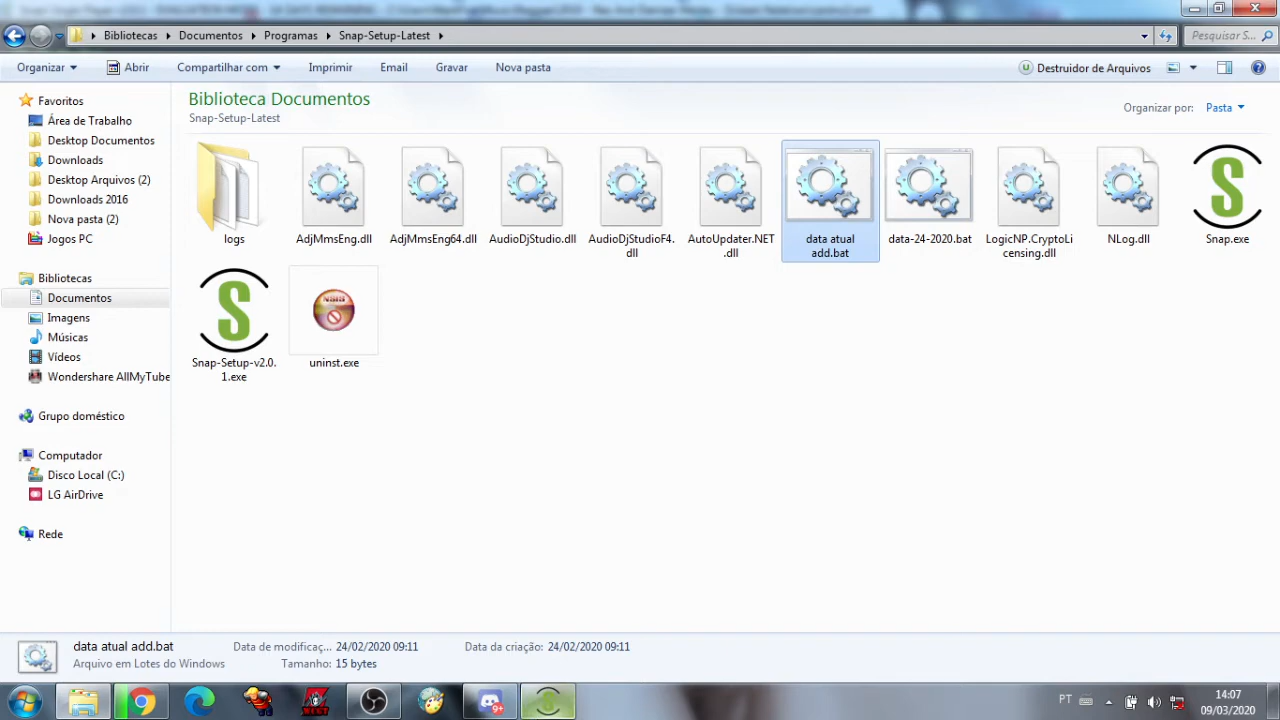 Bibliotecas Documentos Programas Snap-Setup-Latest
Pesquisar S...
Organizar Abrir Compartilhar com Imprimir Email Gravar Nova pasta Destruidor de Arquivos
Favoritos
Área de Trabalho
Desktop Documentos
Downloads
Desktop Arquivos (2)
Downloads 2016
Nova pasta (2)
Jogos PC
Bibliotecas
Documentos
Imagens
Músicas
Vídeos
Wondershare AllMyTube
Grupo doméstico
Computador
Disco Local (C:)
LG AirDrive
Rede
Biblioteca Documentos
Snap-Setup-Latest
Organizar por: Pasta
logs
AdjMmsEng.dll
AdjMmsEng64.dll
AudioDjStudio.dll
AudioDjStudioF4.
dll
AutoUpdater.NET
.dll
data atual
add.bat
data-24-2020.bat
LogicNP.CryptoLi
censing.dll
NLog.dll
Snap.exe
Snap-Setup-v2.0.
1.exe
uninst.exe
data atual add.bat Data de modificaç... 24/02/2020 09:11 Data da criação: 24/02/2020 09:11
Arquivo em Lotes do Windows Tamanho: 15 bytes
PT
14:07
09/03/2020